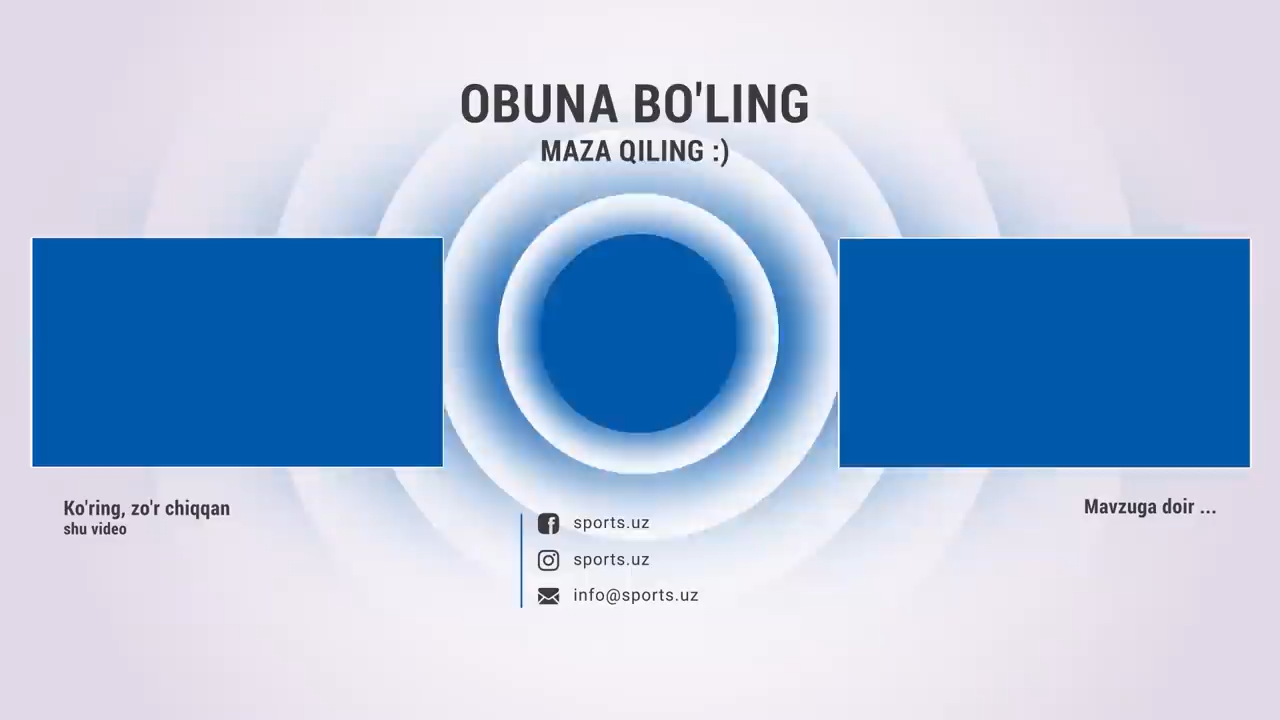 OBUNA BO'LING
MAZA QILING :)
Ko'ring, zo'r chiqqan
shu video
Mavzuga doir ...
sports.uz
sports.uz
info@sports.uz